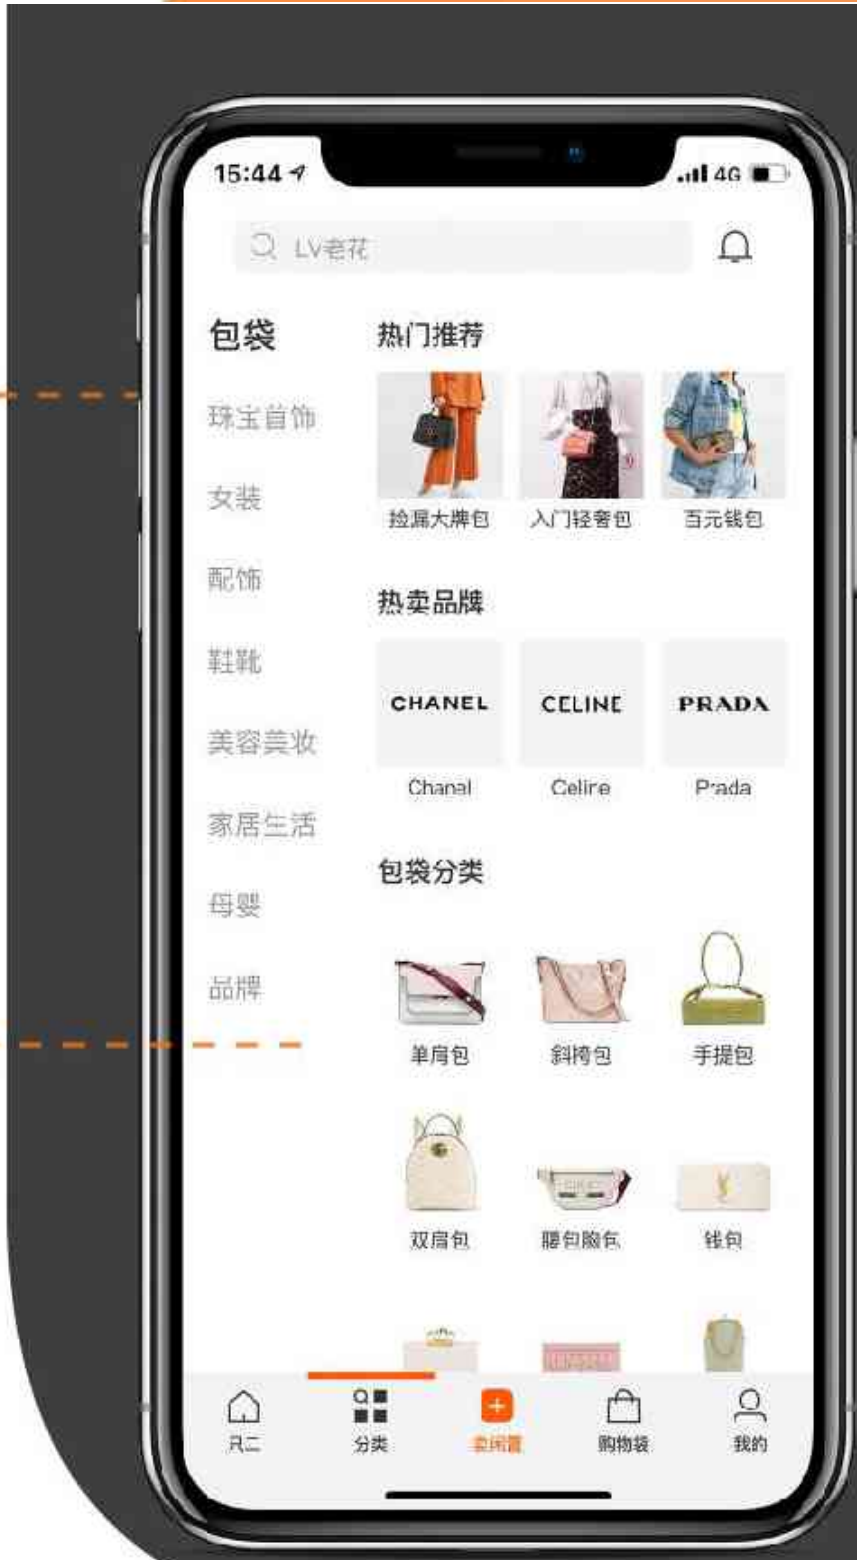 15:44
4G
LV老花
包袋
珠宝首饰
女装
配饰
鞋靴
美容美妆
家居生活
母婴
品牌
热门推荐
捡漏大牌包
入门轻奢包
百元钱包
热卖品牌
CHANEL
CELINE
PRADA
Chanel
Celine
Prada
包袋分类
单肩包
斜挎包
手提包
双肩包
腰包胸包
钱包
只二
分类
卖闲置
购物袋
我的